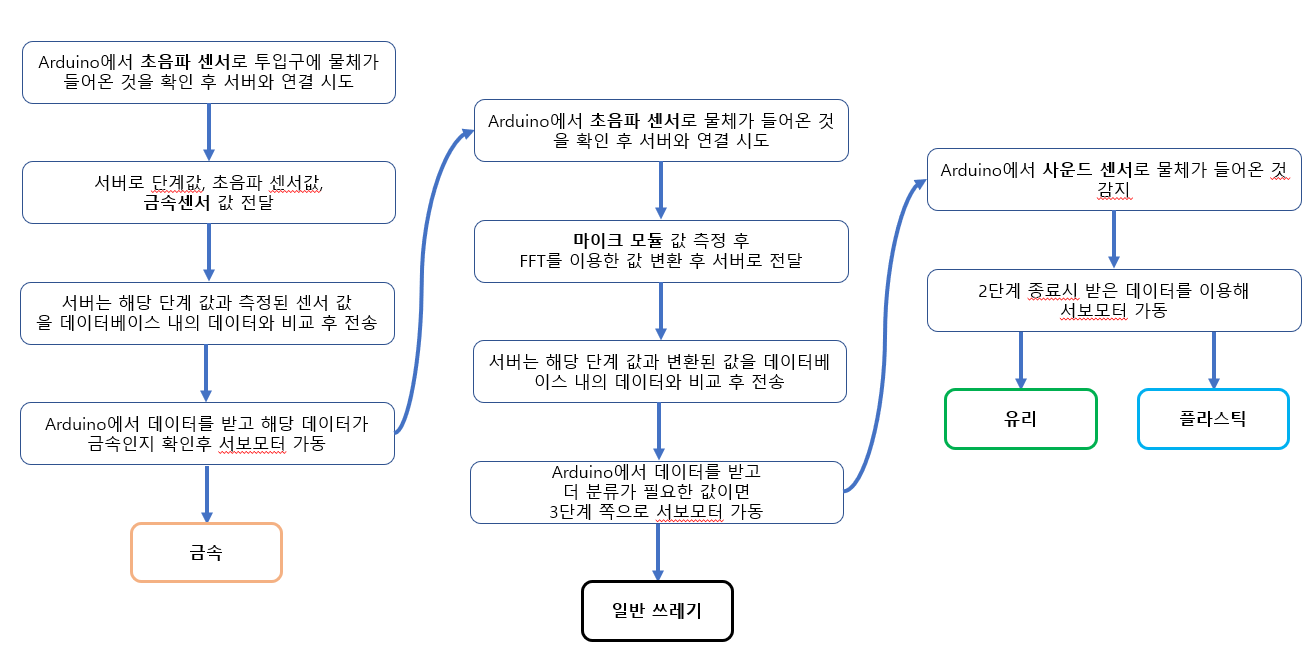 Arduino에서 초음파 센서로 투입구에 물체가
들어온 것을 확인 후 서버와 연결 시도
서버로 단계값, 초음파 센서값,
금속센서 값 전달
서버는 해당 단계 값과 측정된 센서 값
을 데이터베이스 내의 데이터와 비교 후 전송
Arduino에서 데이터를 받고 해당 데이터가
금속인지 확인후 서보모터 가동
금속
Arduino에서 초음파 센서로 물체가 들어온 것
을 확인 후 서버와 연결 시도
마이크 모듈 값 측정 후
FFT를 이용한 값 변환 후 서버로 전달
서버는 해당 단계 값과 변환된 값을 데이터베
이스 내의 데이터와 비교 후 전송
Arduino에서 데이터를 받고
더 분류가 필요한 값이면
3단계 쪽으로 서보모터 가동
일반 쓰레기
Arduino에서 사운드 센서로 물체가 들어온 것
감지
2단계 종료시 받은 데이터를 이용해
서보모터 가동
유리
플라스틱